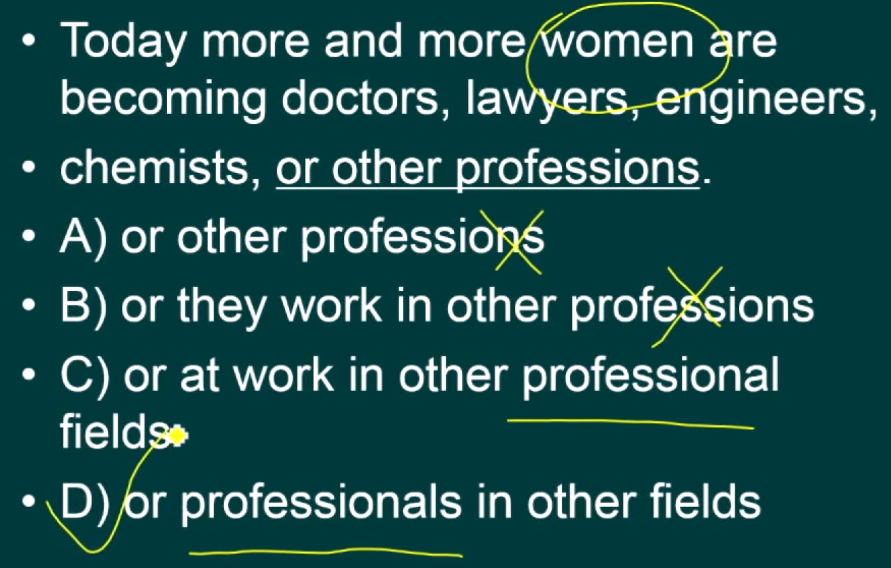 • Today more and more women are
becoming doctors, lawyers, engineers,
• chemists, or other professions.
• A) or other professions
• B) or they work in other professions
• C) or at work in other professional
fields
• D) or professionals in other fields